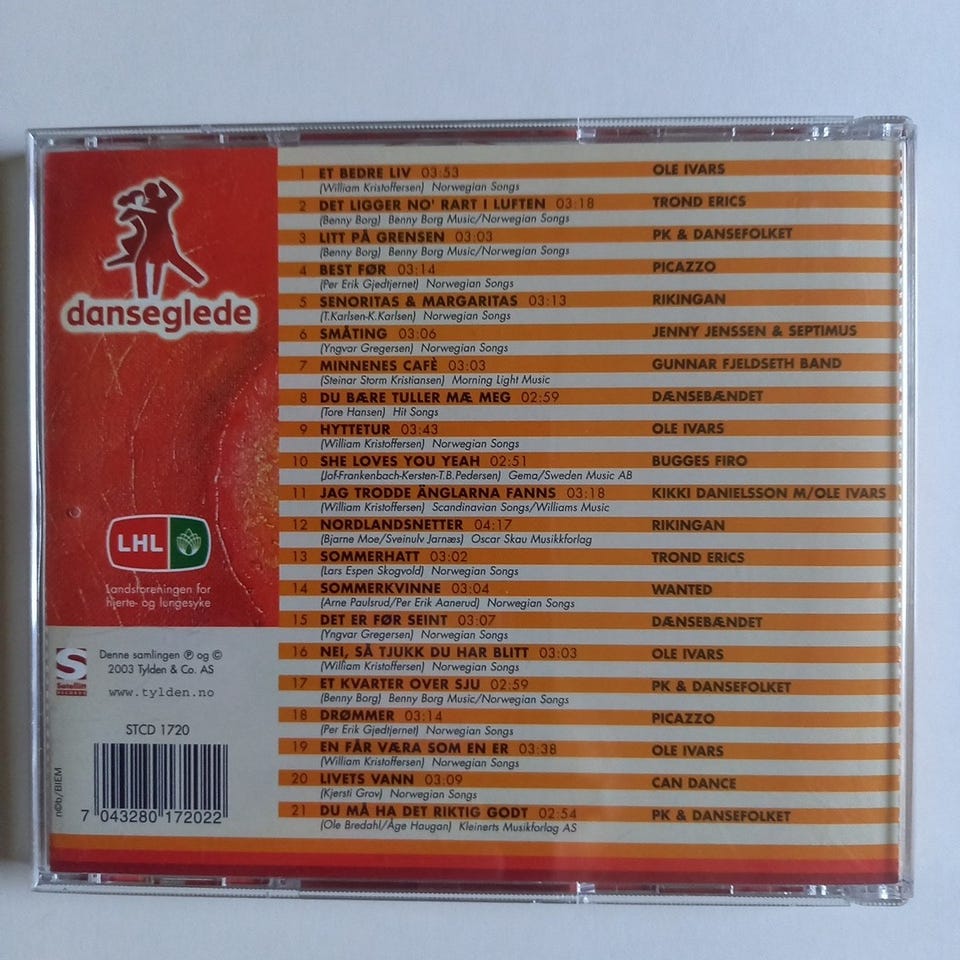 danseglede
LHL
Landsforeningen for
hjerte- og lungesyke
S
Satellitt
RECORDS
Denne samlingen ℗ og ©
2003 Tylden & Co. AS
www.tylden.no
STCD 1720
n©b/BIEM
7 043280 172022
1 ET BEDRE LIV 03:53 OLE IVARS
(William Kristoffersen) Norwegian Songs
2 DET LIGGER NO' RART I LUFTEN 03:18 TROND ERICS
(Benny Borg) Benny Borg Music/Norwegian Songs
3 LITT PÅ GRENSEN 03:03 PK & DANSEFOLKET
(Benny Borg) Benny Borg Music/Norwegian Songs
4 BEST FØR 03:14 PICAZZO
(Per Erik Gjedtjernet) Norwegian Songs
5 SENORITAS & MARGARITAS 03:13 RIKINGAN
(T.Karlsen-K.Karlsen) Norwegian Songs
6 SMÅTING 03:06 JENNY JENSSEN & SEPTIMUS
(Yngvar Gregersen) Norwegian Songs
7 MINNENES CAFÈ 03:03 GUNNAR FJELDSETH BAND
(Steinar Storm Kristiansen) Morning Light Music
8 DU BÆRE TULLER MÆ MEG 02:59 DÆNSEBÆNDET
(Tore Hansen) Hit Songs
9 HYTTETUR 03:43 OLE IVARS
(William Kristoffersen) Norwegian Songs
10 SHE LOVES YOU YEAH 02:51 BUGGES FIRO
(Jof-Frankenbach-Kersten-T.B.Pedersen) Gema/Sweden Music AB
11 JAG TRODDE ÄNGLARNA FANNS 03:18 KIKKI DANIELSSON M/OLE IVARS
(William Kristoffersen) Scandinavian Songs/Williams Music
12 NORDLANDSNETTER 04:17 RIKINGAN
(Bjarne Moe/Sveinulv Jarnæs) Oscar Skau Musikkforlag
13 SOMMERHATT 03:02 TROND ERICS
(Lars Espen Skogvold) Norwegian Songs
14 SOMMERKVINNE 03:04 WANTED
(Arne Paulsrud/Per Erik Aanerud) Norwegian Songs
15 DET ER FØR SEINT 03:07 DÆNSEBÆNDET
(Yngvar Gregersen) Norwegian Songs
16 NEI, SÅ TJUKK DU HAR BLITT 03:03 OLE IVARS
(William Kristoffersen) Norwegian Songs
17 ET KVARTER OVER SJU 02:59 PK & DANSEFOLKET
(Benny Borg) Benny Borg Music/Norwegian Songs
18 DRØMMER 03:14 PICAZZO
(Per Erik Gjedtjernet) Norwegian Songs
19 EN FÅR VÆRA SOM EN ER 03:38 OLE IVARS
(William Kristoffersen) Norwegian Songs
20 LIVETS VANN 03:09 CAN DANCE
(Kjersti Grov) Norwegian Songs
21 DU MÅ HA DET RIKTIG GODT 02:54 PK & DANSEFOLKET
(Ole Bredahl/Åge Haugan) Kleinerts Musikforlag AS